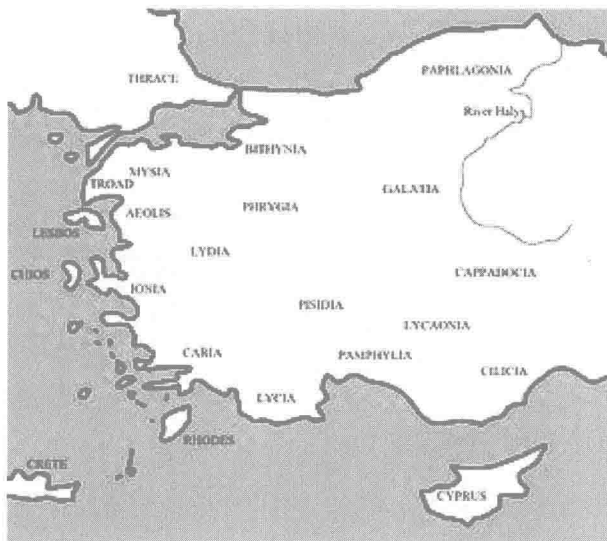 THRACE
PAPHLAGONIA
River Halys
BITHYNIA
MYSIA
TROAD
GALATIA
PHRYGIA
AEOLIS
LESBOS
LYDIA
CHIOS
CAPPADOCIA
IONIA
PISIDIA
LYCAONIA
CARIA
PAMPHYLIA
CILICIA
LYCIA
RHODES
CRETE
CYPRUS